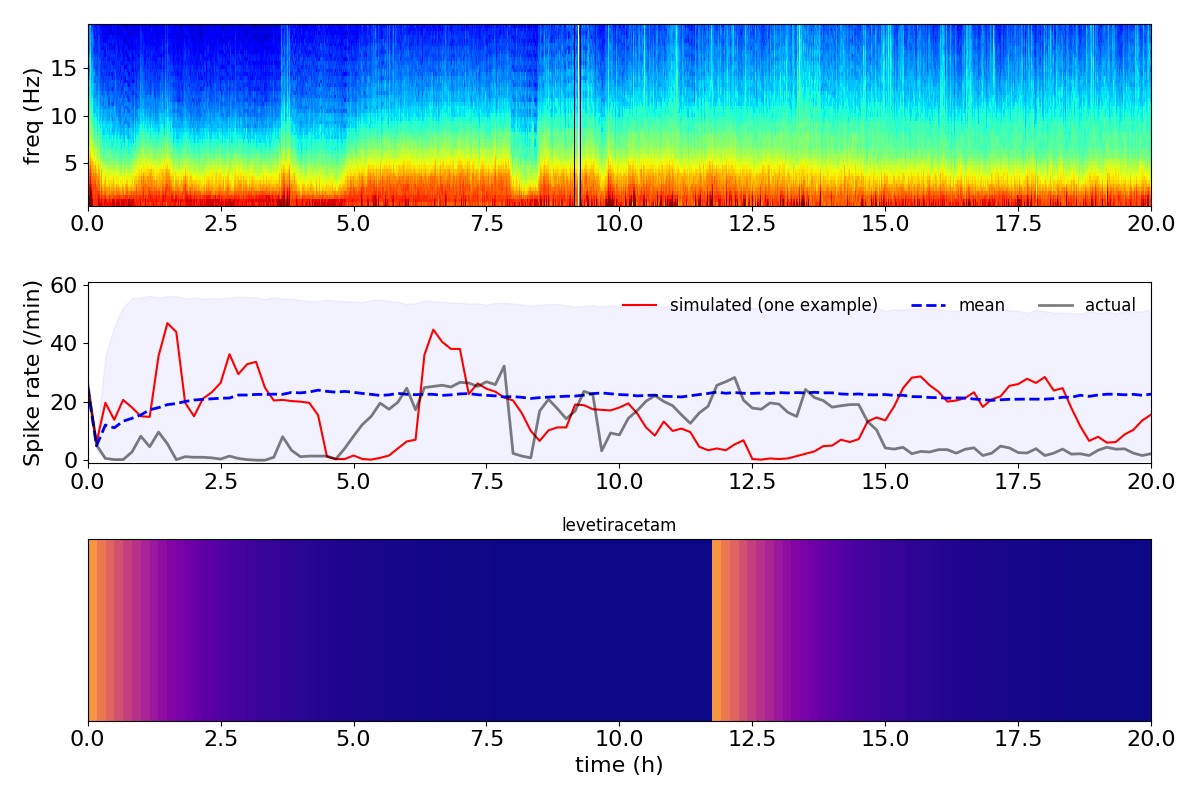 freq (Hz)
15
10
5
0.0 2.5 5.0 7.5 10.0 12.5 15.0 17.5 20.0
Spike rate (/min)
60
40
20
0
simulated (one example) mean actual
0.0 2.5 5.0 7.5 10.0 12.5 15.0 17.5 20.0
levetiracetam
0.0 2.5 5.0 7.5 10.0 12.5 15.0 17.5 20.0
time (h)